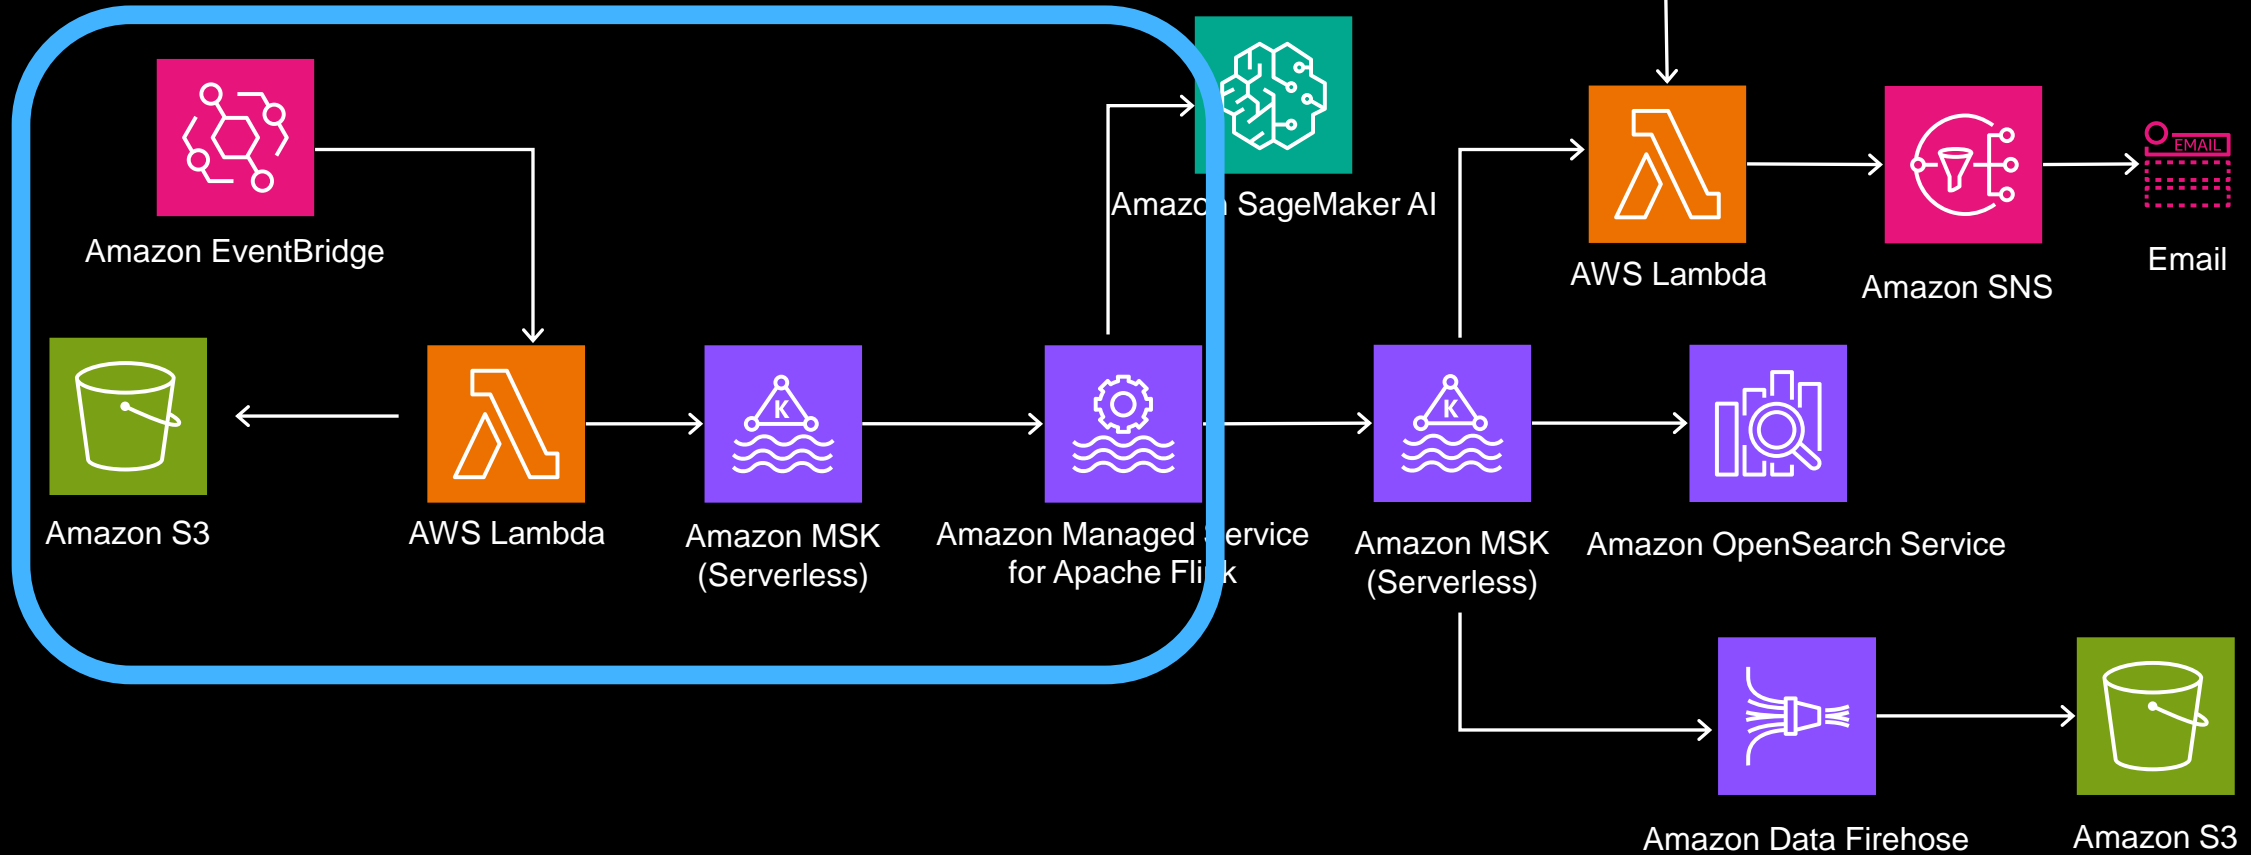 Amazon EventBridge
Amazon SageMaker AI
AWS Lambda
Amazon SNS
EMAIL
Email
Amazon S3
AWS Lambda
K
Amazon MSK
(Serverless)
Amazon Managed Service
for Apache Flink
K
Amazon MSK
(Serverless)
Amazon OpenSearch Service
Amazon Data Firehose
Amazon S3